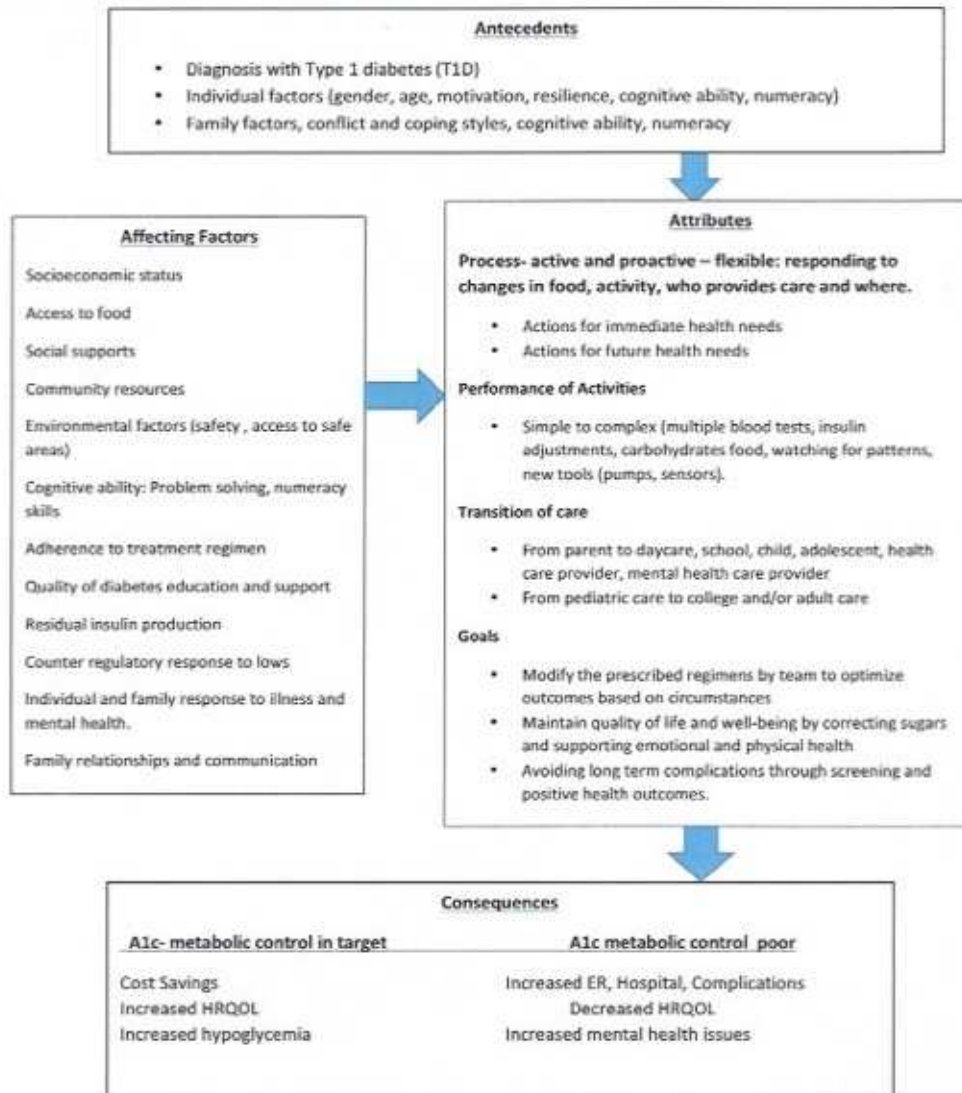 Antecedents
• Diagnosis with Type 1 diabetes (T1D)
• Individual factors (gender, age, motivation, resilience, cognitive ability, numeracy)
• Family factors, conflict and coping styles, cognitive ability, numeracy
Affecting Factors
Socioeconomic status
Access to food
Social supports
Community resources
Environmental factors (safety , access to safe
areas)
Cognitive ability: Problem solving, numeracy
skills
Adherence to treatment regimen
Quality of diabetes education and support
Residual insulin production
Counter regulatory response to lows
Individual and family response to illness and
mental health.
Family relationships and communication
Attributes
Process- active and proactive – flexible: responding to
changes in food, activity, who provides care and where.
• Actions for immediate health needs
• Actions for future health needs
Performance of Activities
• Simple to complex (multiple blood tests, insulin
adjustments, carbohydrates food, watching for patterns,
new tools (pumps, sensors).
Transition of care
• From parent to daycare, school, child, adolescent, health
care provider, mental health care provider
• From pediatric care to college and/or adult care
Goals
• Modify the prescribed regimens by team to optimize
outcomes based on circumstances
• Maintain quality of life and well-being by correcting sugars
and supporting emotional and physical health
• Avoiding long term complications through screening and
positive health outcomes.
Consequences
A1c- metabolic control in target
Cost Savings
Increased HRQOL
Increased hypoglycemia
A1c metabolic control poor
Increased ER, Hospital, Complications
Decreased HRQOL
Increased mental health issues